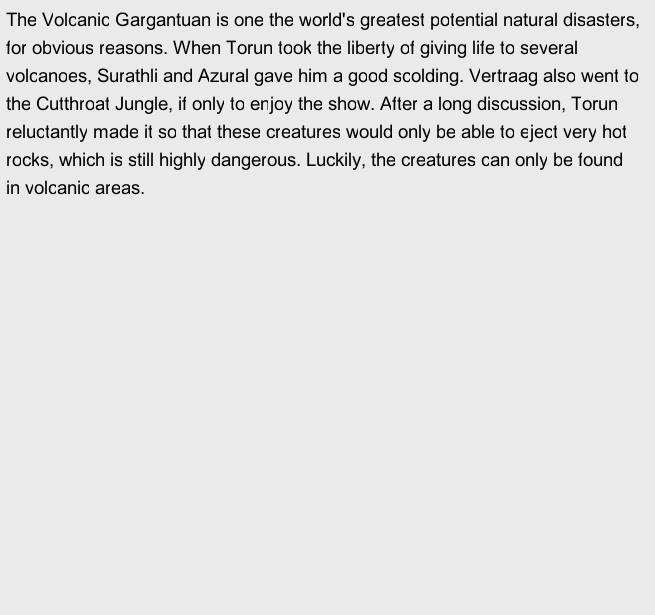 The Volcanic Gargantuan is one the world's greatest potential natural disasters,
for obvious reasons. When Torun took the liberty of giving life to several
volcanoes, Surathli and Azural gave him a good scolding. Vertraag also went to
the Cutthroat Jungle, if only to enjoy the show. After a long discussion, Torun
reluctantly made it so that these creatures would only be able to eject very hot
rocks, which is still highly dangerous. Luckily, the creatures can only be found
in volcanic areas.